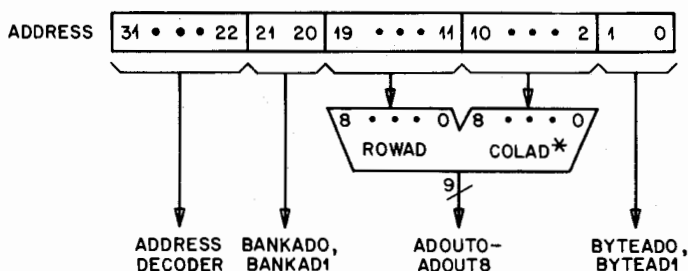 ADDRESS 31 • • • 22 21 20 19 • • • 11 10 • • • 2 1 0
8 • • • 0 8 • • • 0
ROWAD COLAD*
9
ADDRESS DECODER
BANKAD0, BANKAD1
ADOUT0– ADOUT8
BYTEAD0, BYTEAD1